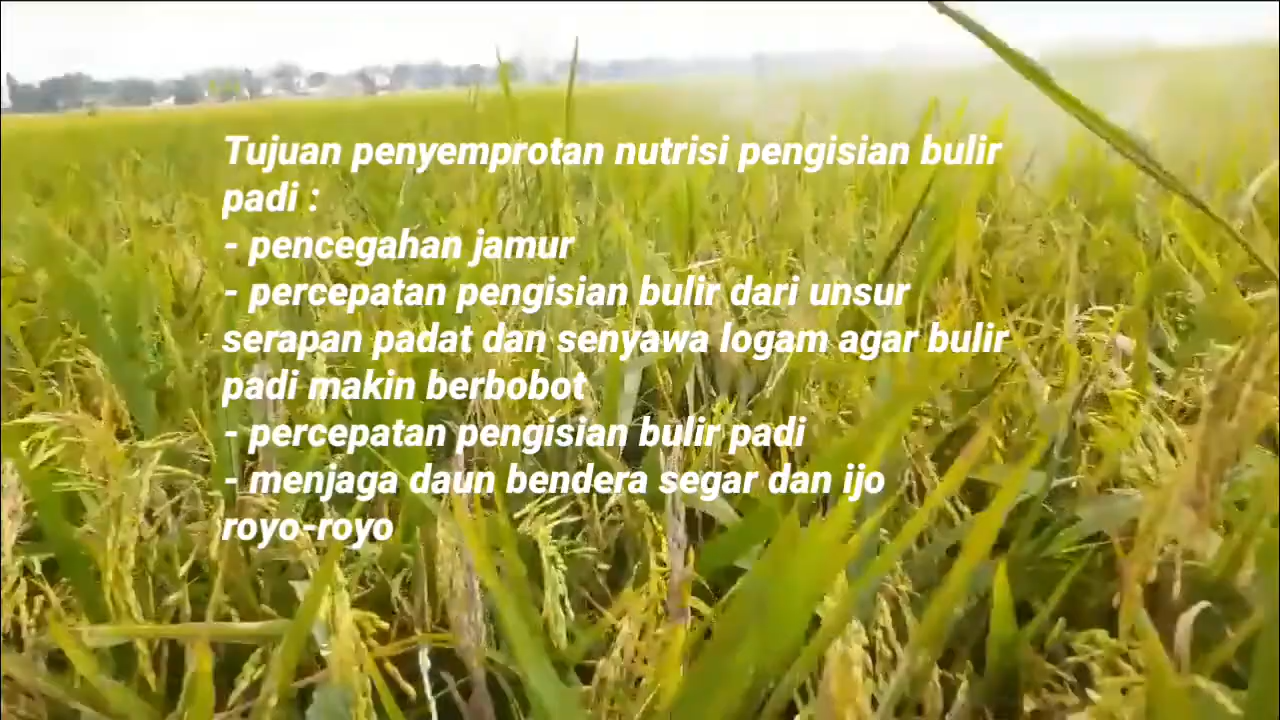 Tujuan penyemprotan nutrisi pengisian bulir
padi :
- pencegahan jamur
- percepatan pengisian bulir dari unsur
serapan padat dan senyawa logam agar bulir
padi makin berbobot
- percepatan pengisian bulir padi
- menjaga daun bendera segar dan ijo
royo-royo